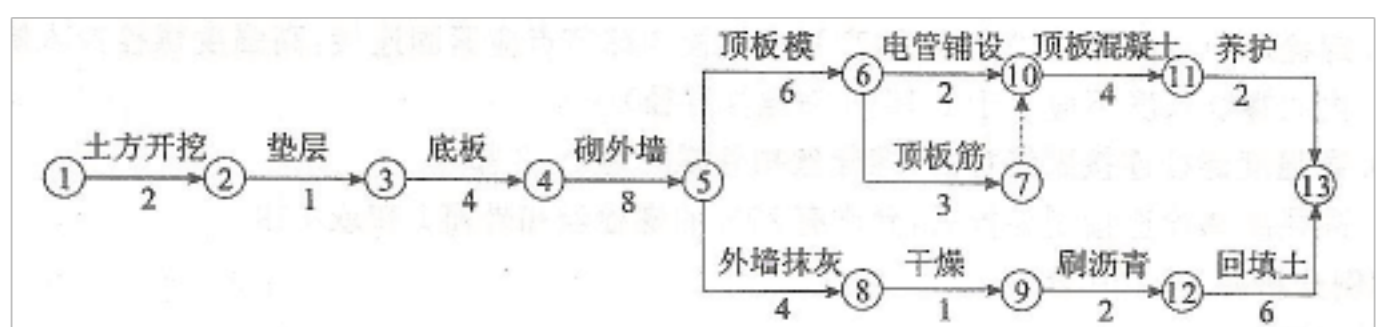 顶板模 电管铺设 顶板混凝土 养护
6 ⑥ 2 ⑩ 4 ⑪ 2
土方开挖 垫层 底板 砌外墙 顶板筋
① 2 ② 1 ③ 4 ④ 8 ⑤ 3 ⑦ ⑬
外墙抹灰 干燥 刷沥青 回填土
4 ⑧ 1 ⑨ 2 ⑫ 6